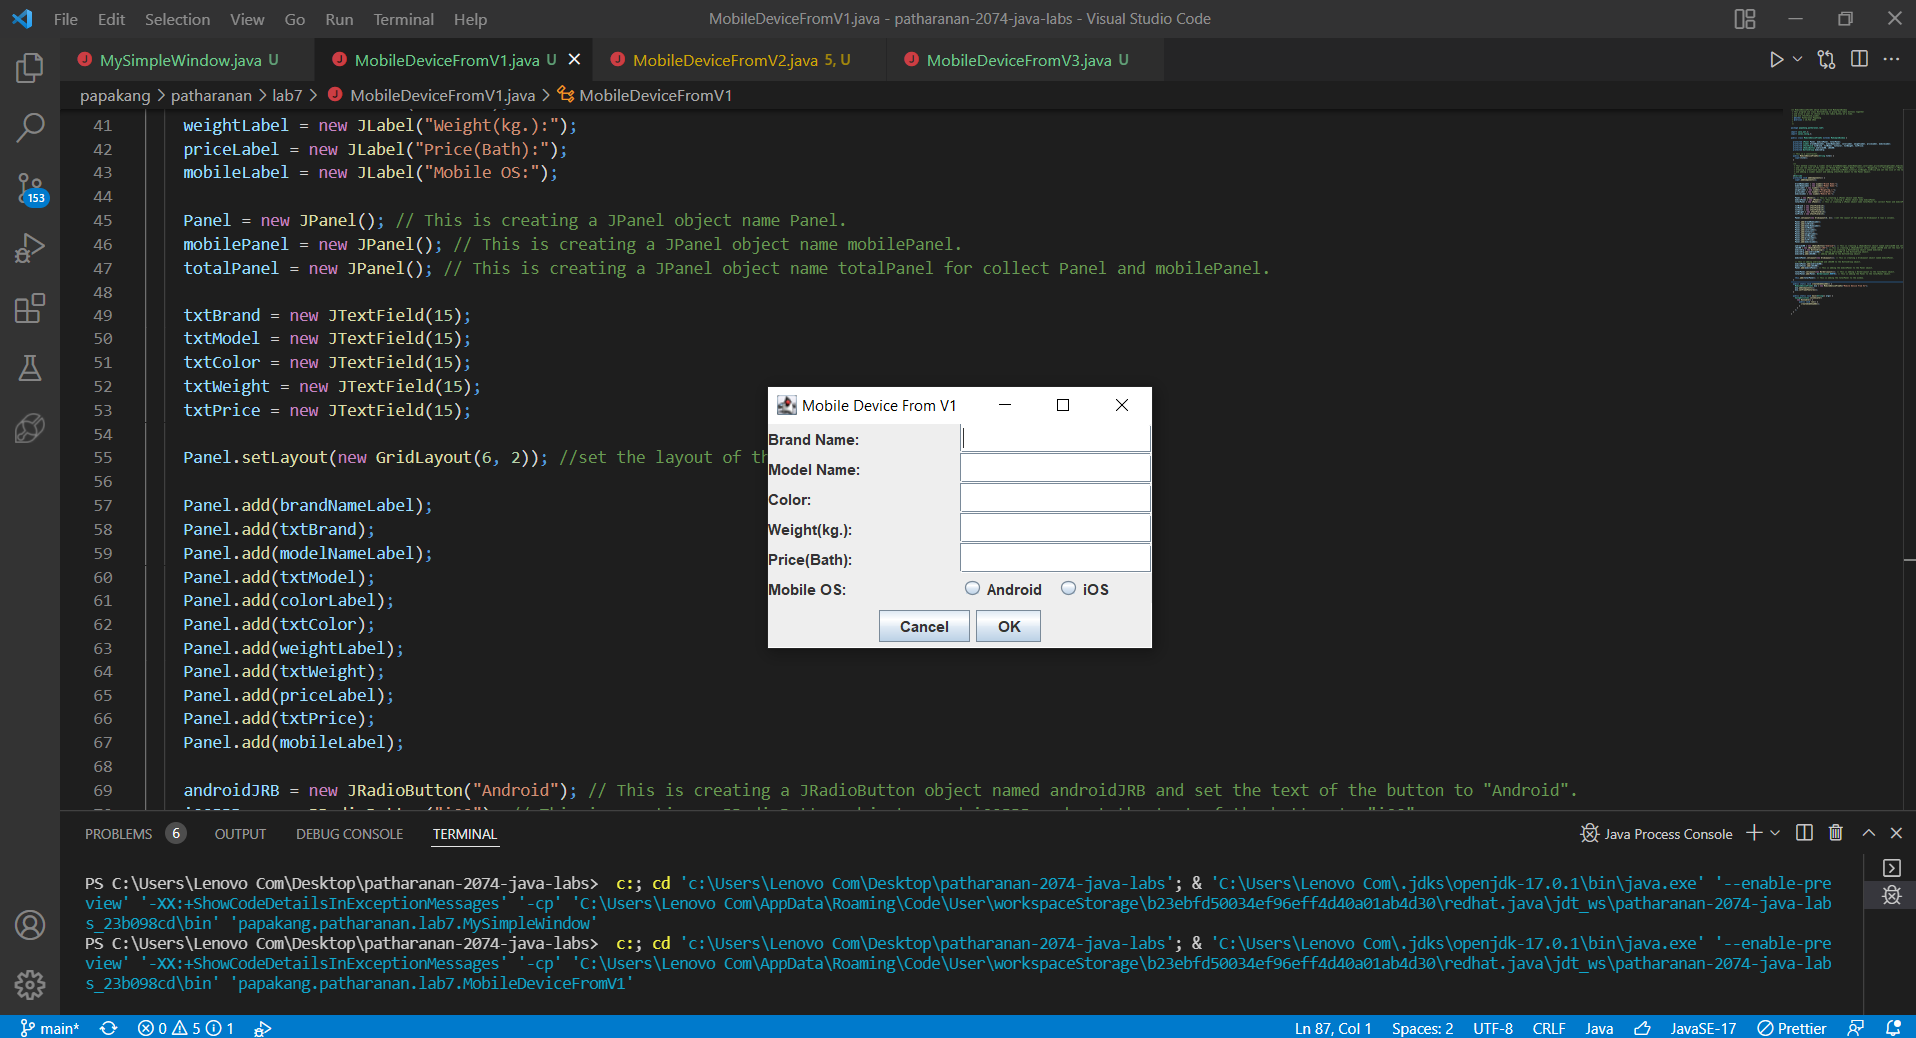 File Edit Selection View Go Run Terminal Help
MobileDeviceFromV1.java - patharanan-2074-java-labs - Visual Studio Code
MySimpleWindow.java U
MobileDeviceFromV1.java U
MobileDeviceFromV2.java 5, U
MobileDeviceFromV3.java U
papakang > patharanan > lab7 > MobileDeviceFromV1.java > MobileDeviceFromV1
41 weightLabel = new JLabel("Weight(kg.):");
42 priceLabel = new JLabel("Price(Bath):");
43 mobileLabel = new JLabel("Mobile OS:");
44
45 Panel = new JPanel(); // This is creating a JPanel object name Panel.
46 mobilePanel = new JPanel(); // This is creating a JPanel object name mobilePanel.
47 totalPanel = new JPanel(); // This is creating a JPanel object name totalPanel for collect Panel and mobilePanel.
48
49 txtBrand = new JTextField(15);
50 txtModel = new JTextField(15);
51 txtColor = new JTextField(15);
52 txtWeight = new JTextField(15);
53 txtPrice = new JTextField(15);
54
55 Panel.setLayout(new GridLayout(6, 2)); //set the layout of th
56
57 Panel.add(brandNameLabel);
58 Panel.add(txtBrand);
59 Panel.add(modelNameLabel);
60 Panel.add(txtModel);
61 Panel.add(colorLabel);
62 Panel.add(txtColor);
63 Panel.add(weightLabel);
64 Panel.add(txtWeight);
65 Panel.add(priceLabel);
66 Panel.add(txtPrice);
67 Panel.add(mobileLabel);
68
69 androidJRB = new JRadioButton("Android"); // This is creating a JRadioButton object named androidJRB and set the text of the button to "Android".
Mobile Device From V1
Brand Name:
Model Name:
Color:
Weight(kg.):
Price(Bath):
Mobile OS: Android iOS
Cancel OK
153
PROBLEMS 6 OUTPUT DEBUG CONSOLE TERMINAL
Java Process Console
PS C:\Users\Lenovo Com\Desktop\patharanan-2074-java-labs> c:; cd 'c:\Users\Lenovo Com\Desktop\patharanan-2074-java-labs'; & 'C:\Users\Lenovo Com\.jdks\openjdk-17.0.1\bin\java.exe' '--enable-pre
view' '-XX:+ShowCodeDetailsInExceptionMessages' '-cp' 'C:\Users\Lenovo Com\AppData\Roaming\Code\User\workspaceStorage\b23ebfd50034ef96eff4d40a01ab4d30\redhat.java\jdt_ws\patharanan-2074-java-lab
s_23b098cd\bin' 'papakang.patharanan.lab7.MySimpleWindow'
PS C:\Users\Lenovo Com\Desktop\patharanan-2074-java-labs> c:; cd 'c:\Users\Lenovo Com\Desktop\patharanan-2074-java-labs'; & 'C:\Users\Lenovo Com\.jdks\openjdk-17.0.1\bin\java.exe' '--enable-pre
view' '-XX:+ShowCodeDetailsInExceptionMessages' '-cp' 'C:\Users\Lenovo Com\AppData\Roaming\Code\User\workspaceStorage\b23ebfd50034ef96eff4d40a01ab4d30\redhat.java\jdt_ws\patharanan-2074-java-lab
s_23b098cd\bin' 'papakang.patharanan.lab7.MobileDeviceFromV1'
main* 0 5 1
Ln 87, Col 1 Spaces: 2 UTF-8 CRLF Java JavaSE-17 Prettier